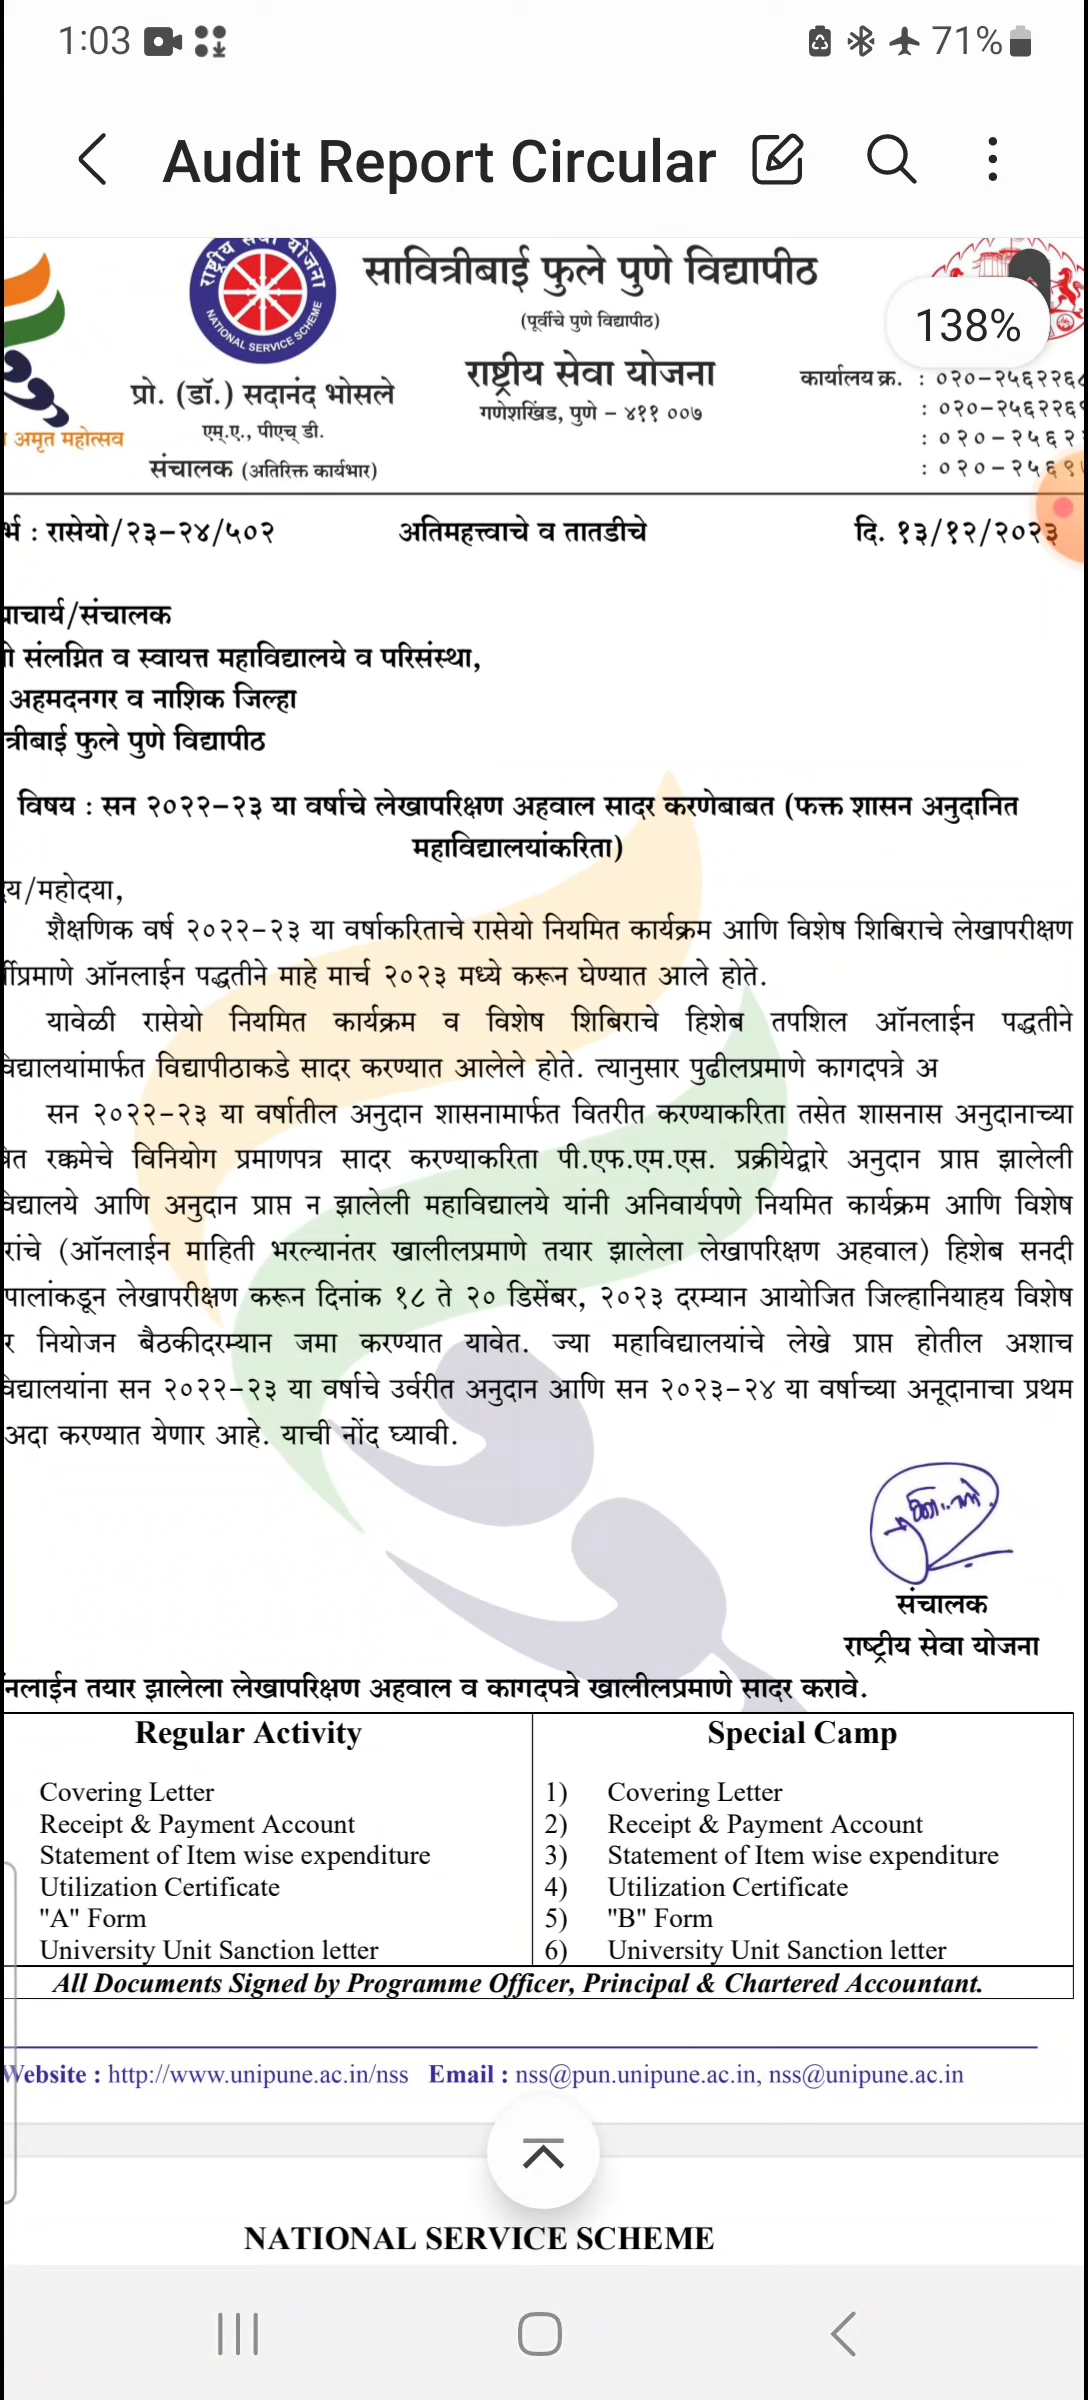 1:03
71%
Audit Report Circular
राष्ट्रीय सेवा योजना
NATIONAL SERVICE SCHEME
सावित्रीबाई फुले पुणे विद्यापीठ
(पूर्वीचे पुणे विद्यापीठ)
138%
राष्ट्रीय सेवा योजना
गणेशखिंड, पुणे – ४११ ००७
प्रो. (डॉ.) सदानंद भोसले
एम्.ए., पीएच् डी.
संचालक (अतिरिक्त कार्यभार)
अमृत महोत्सव
कार्यालय क्र. : ०२०–२५६२२६
: ०२०–२५६२२६
: ०२०–२५६२
: ०२०–२५६९
: रासेयो/२३–२४/५०२ अतिमहत्त्वाचे व तातडीचे दि. १३/१२/२०२३
प्राचार्य/संचालक
संलग्नित व स्वायत्त महाविद्यालये व परिसंस्था,
अहमदनगर व नाशिक जिल्हा
त्रीबाई फुले पुणे विद्यापीठ
विषय : सन २०२२–२३ या वर्षाचे लेखापरिक्षण अहवाल सादर करणेबाबत (फक्त शासन अनुदानित
महाविद्यालयांकरिता)
य/महोदया,
शैक्षणिक वर्ष २०२२–२३ या वर्षाकरिताचे रासेयो नियमित कार्यक्रम आणि विशेष शिबिराचे लेखापरीक्षण
र्षीप्रमाणे ऑनलाईन पद्धतीने माहे मार्च २०२३ मध्ये करून घेण्यात आले होते.
यावेळी रासेयो नियमित कार्यक्रम व विशेष शिबिराचे हिशेब तपशिल ऑनलाईन पद्धतीने
विद्यालयांमार्फत विद्यापीठाकडे सादर करण्यात आलेले होते. त्यानुसार पुढीलप्रमाणे कागदपत्रे अ
सन २०२२–२३ या वर्षातील अनुदान शासनामार्फत वितरीत करण्याकरिता तसेच शासनास अनुदानाच्या
त रक्कमेचे विनियोग प्रमाणपत्र सादर करण्याकरिता पी.एफ.एम.एस. प्रक्रीयेद्वारे अनुदान प्राप्त झालेली
विद्यालये आणि अनुदान प्राप्त न झालेली महाविद्यालये यांनी अनिवार्यपणे नियमित कार्यक्रम आणि विशेष
रांचे (ऑनलाईन माहिती भरल्यानंतर खालीलप्रमाणे तयार झालेला लेखापरिक्षण अहवाल) हिशेब सनदी
पालांकडून लेखापरीक्षण करून दिनांक १८ ते २० डिसेंबर, २०२३ दरम्यान आयोजित जिल्हानियाहय विशेष
र नियोजन बैठकीदरम्यान जमा करण्यात यावेत. ज्या महाविद्यालयांचे लेखे प्राप्त होतील अशाच
विद्यालयांना सन २०२२–२३ या वर्षाचे उर्वरीत अनुदान आणि सन २०२३–२४ या वर्षाच्या अनूदानाचा प्रथम
अदा करण्यात येणार आहे. याची नोंद घ्यावी.
संचालक
राष्ट्रीय सेवा योजना
नलाईन तयार झालेला लेखापरिक्षण अहवाल व कागदपत्रे खालीलप्रमाणे सादर करावे.
Regular Activity Special Camp
Covering Letter 1) Covering Letter
Receipt & Payment Account 2) Receipt & Payment Account
Statement of Item wise expenditure 3) Statement of Item wise expenditure
Utilization Certificate 4) Utilization Certificate
"A" Form 5) "B" Form
University Unit Sanction letter 6) University Unit Sanction letter
All Documents Signed by Programme Officer, Principal & Chartered Accountant.
Website : http://www.unipune.ac.in/nss Email : nss@pun.unipune.ac.in, nss@unipune.ac.in
NATIONAL SERVICE SCHEME